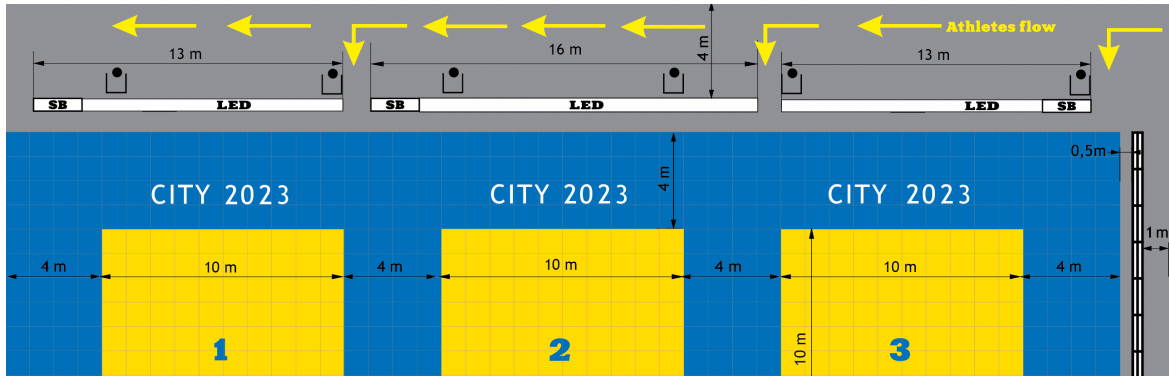 Athletes flow
13 m
16 m
4 m
13 m
SB
LED
SB
LED
LED
SB
0,5m
CITY 2023
CITY 2023
4 m
CITY 2023
1 m
4 m
10 m
4 m
10 m
4 m
10 m
4 m
1
2
10 m
3